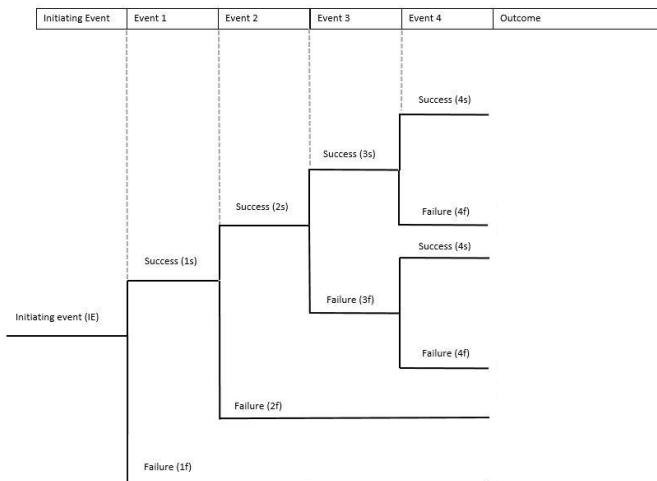 Initiating Event Event 1 Event 2 Event 3 Event 4 Outcome
Success (4s)
Success (3s)
Success (2s)
Failure (4f)
Success (4s)
Success (1s)
Failure (3f)
Initiating event (IE)
Failure (4f)
Failure (2f)
Failure (1f)